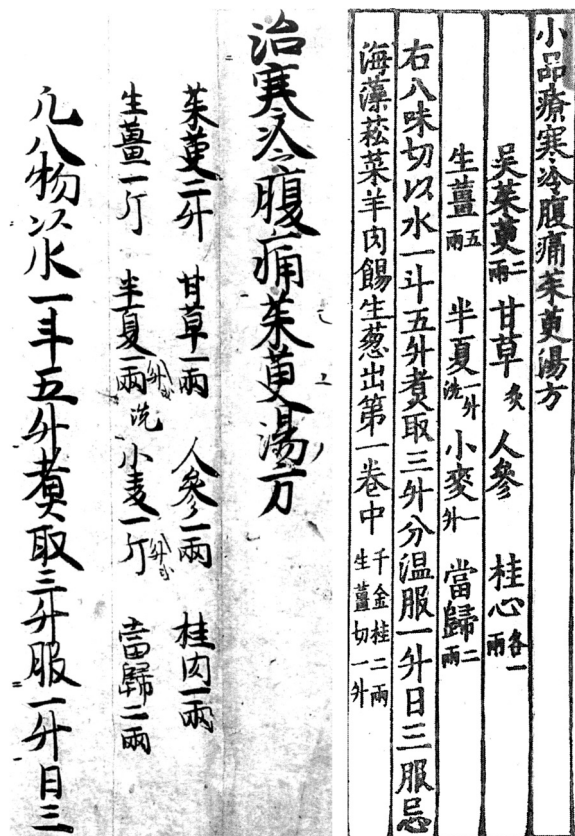 小品療寒冷腹痛茱萸湯方
吳茱萸二兩 甘草炙 人參 桂心各一兩
生薑五兩 半夏一升洗 小麥一升 當歸二兩
右八味切以水一斗五升煑取三升分温服一升日三服忌
海藻菘菜羊肉餳生葱出第一卷中 千金桂二兩生薑切一升
治寒冷腹痛茱萸湯方
茱萸二升 甘草一兩 人參一兩 桂肉一兩
生薑一斤 半夏一兩洗 小麦一斤 當歸二兩
凡八物以水一斗五升煑取三升服一升日三